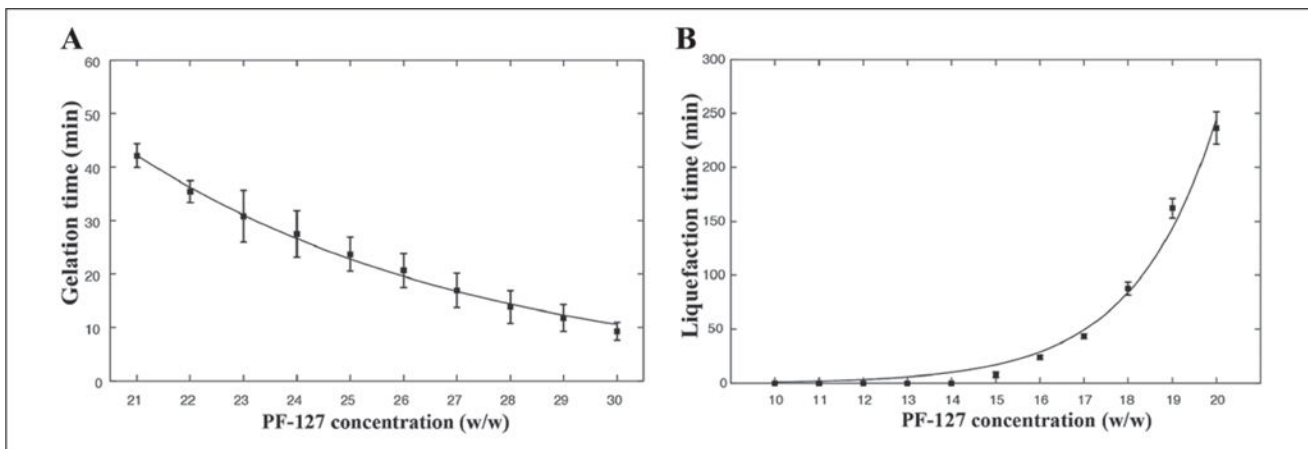 A
60
50
40
30
20
10
0
Gelation time (min)
21 22 23 24 25 26 27 28 29 30
PF-127 concentration (w/w)
B
300
250
200
150
100
50
0
Liquefaction time (min)
10 11 12 13 14 15 16 17 18 19 20
PF-127 concentration (w/w)